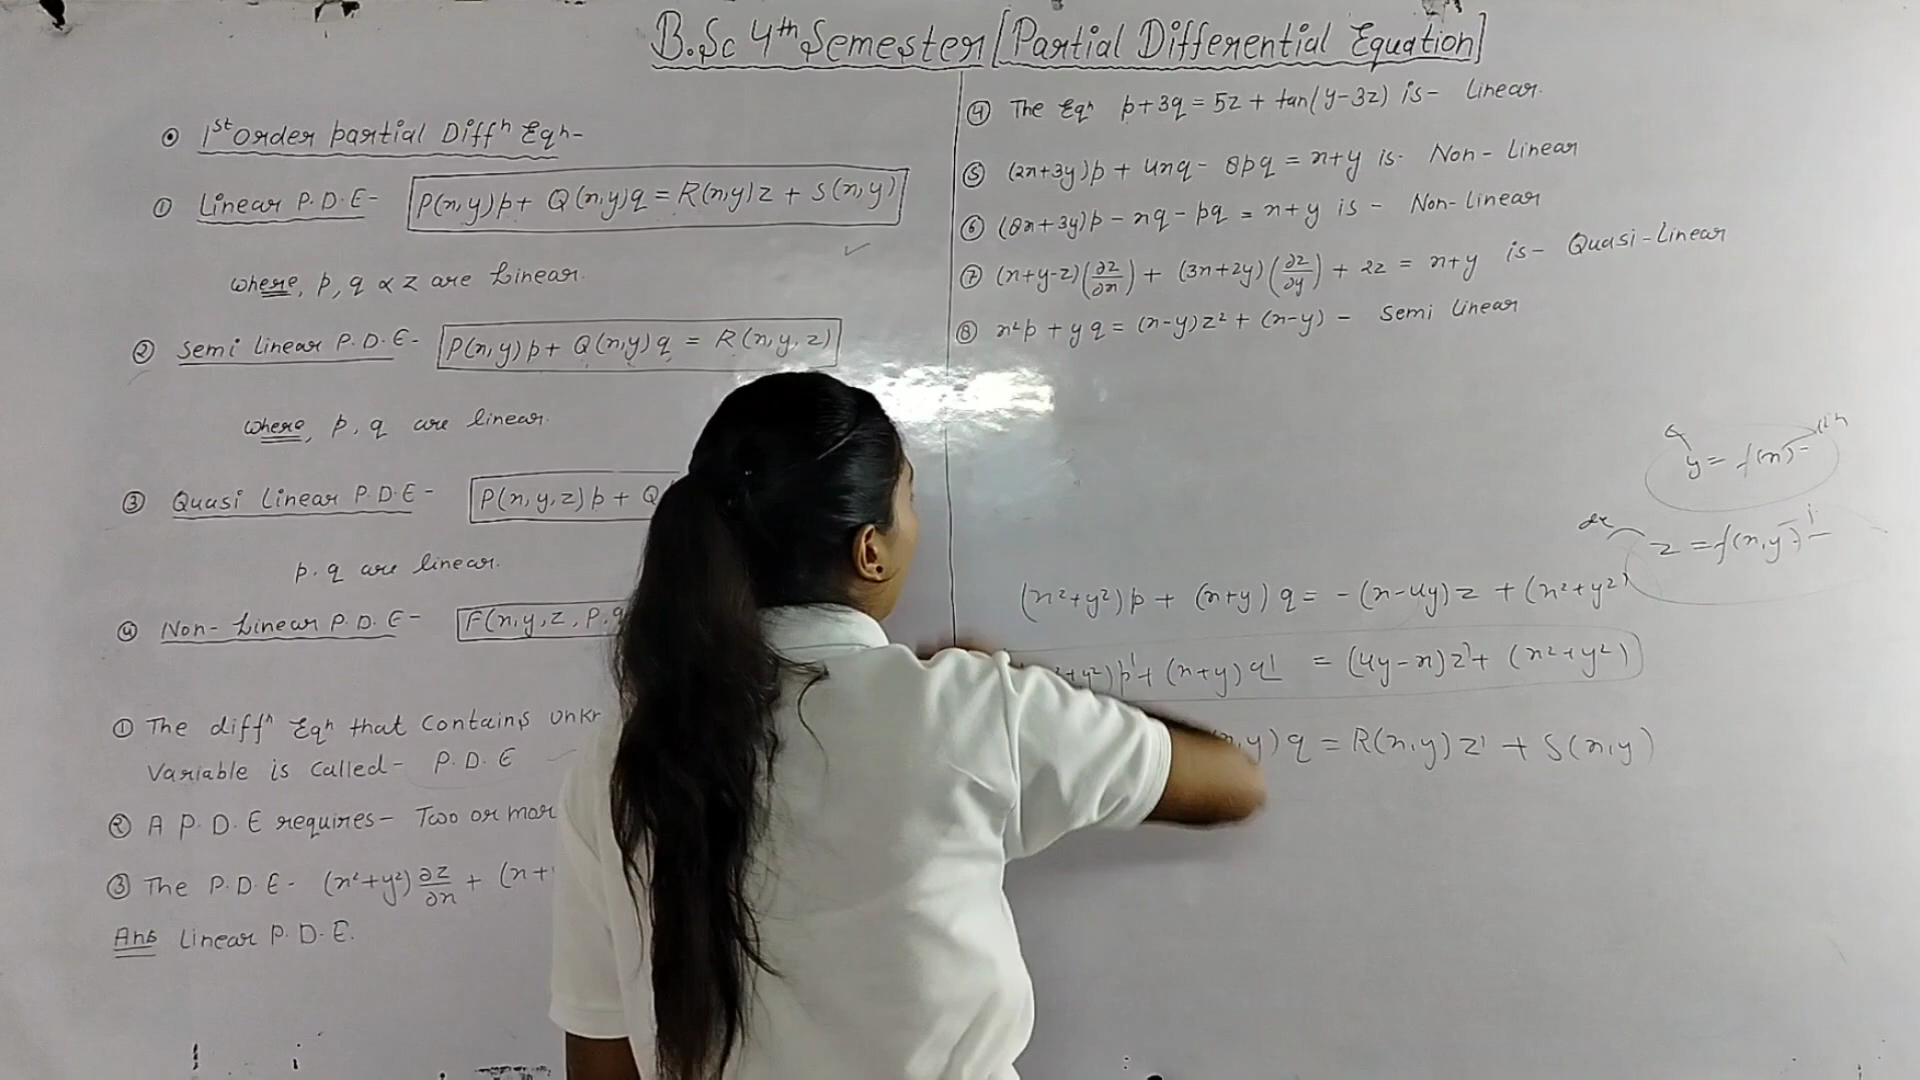 B.Sc 4th Semester [Partial Differential Equation]
⊙ 1st Order partial Diffⁿ Eqⁿ-
① Linear P.D.E- P(x,y)p + Q(x,y)q = R(x,y)z + S(x,y)
where, p, q & z are Linear.
② Semi Linear P.D.E- P(x,y)p + Q(x,y)q = R(x,y,z)
where, p, q are linear.
③ Quasi Linear P.D.E- P(x,y,z)p + Q
p.q are linear.
④ Non-Linear P.D.E- F(x,y,z,p,q
① The diffⁿ Eqⁿ that Contains Unkr
Variable is Called- P.D.E
② A P.D.E requires- Two or mor
③ The P.D.E- (x²+y²) ∂z/∂x + (x+
Ans Linear P.D.E.
④ The Eqⁿ p+3q = 5z + tan(y-3z) is- Linear.
⑤ (2x+3y)p + 4xq - 8pq = x+y is- Non-Linear
⑥ (8x+3y)p - xq - pq = x+y is- Non-Linear
⑦ (x+y-z)(∂z/∂x) + (3x+2y)(∂z/∂y) + 2z = x+y is- Quasi-Linear
⑧ x²p + yq = (x-y)z² + (x-y) - Semi Linear
y = f(x)-
z = f(x,y)-
(x²+y²)p + (x+y)q = -(x-4y)z + (x²+y²)
+y²)p¹+ (x+y)q¹ = (4y-x)z¹+ (x²+y²)
,y)q = R(x,y)z¹ + S(x,y)